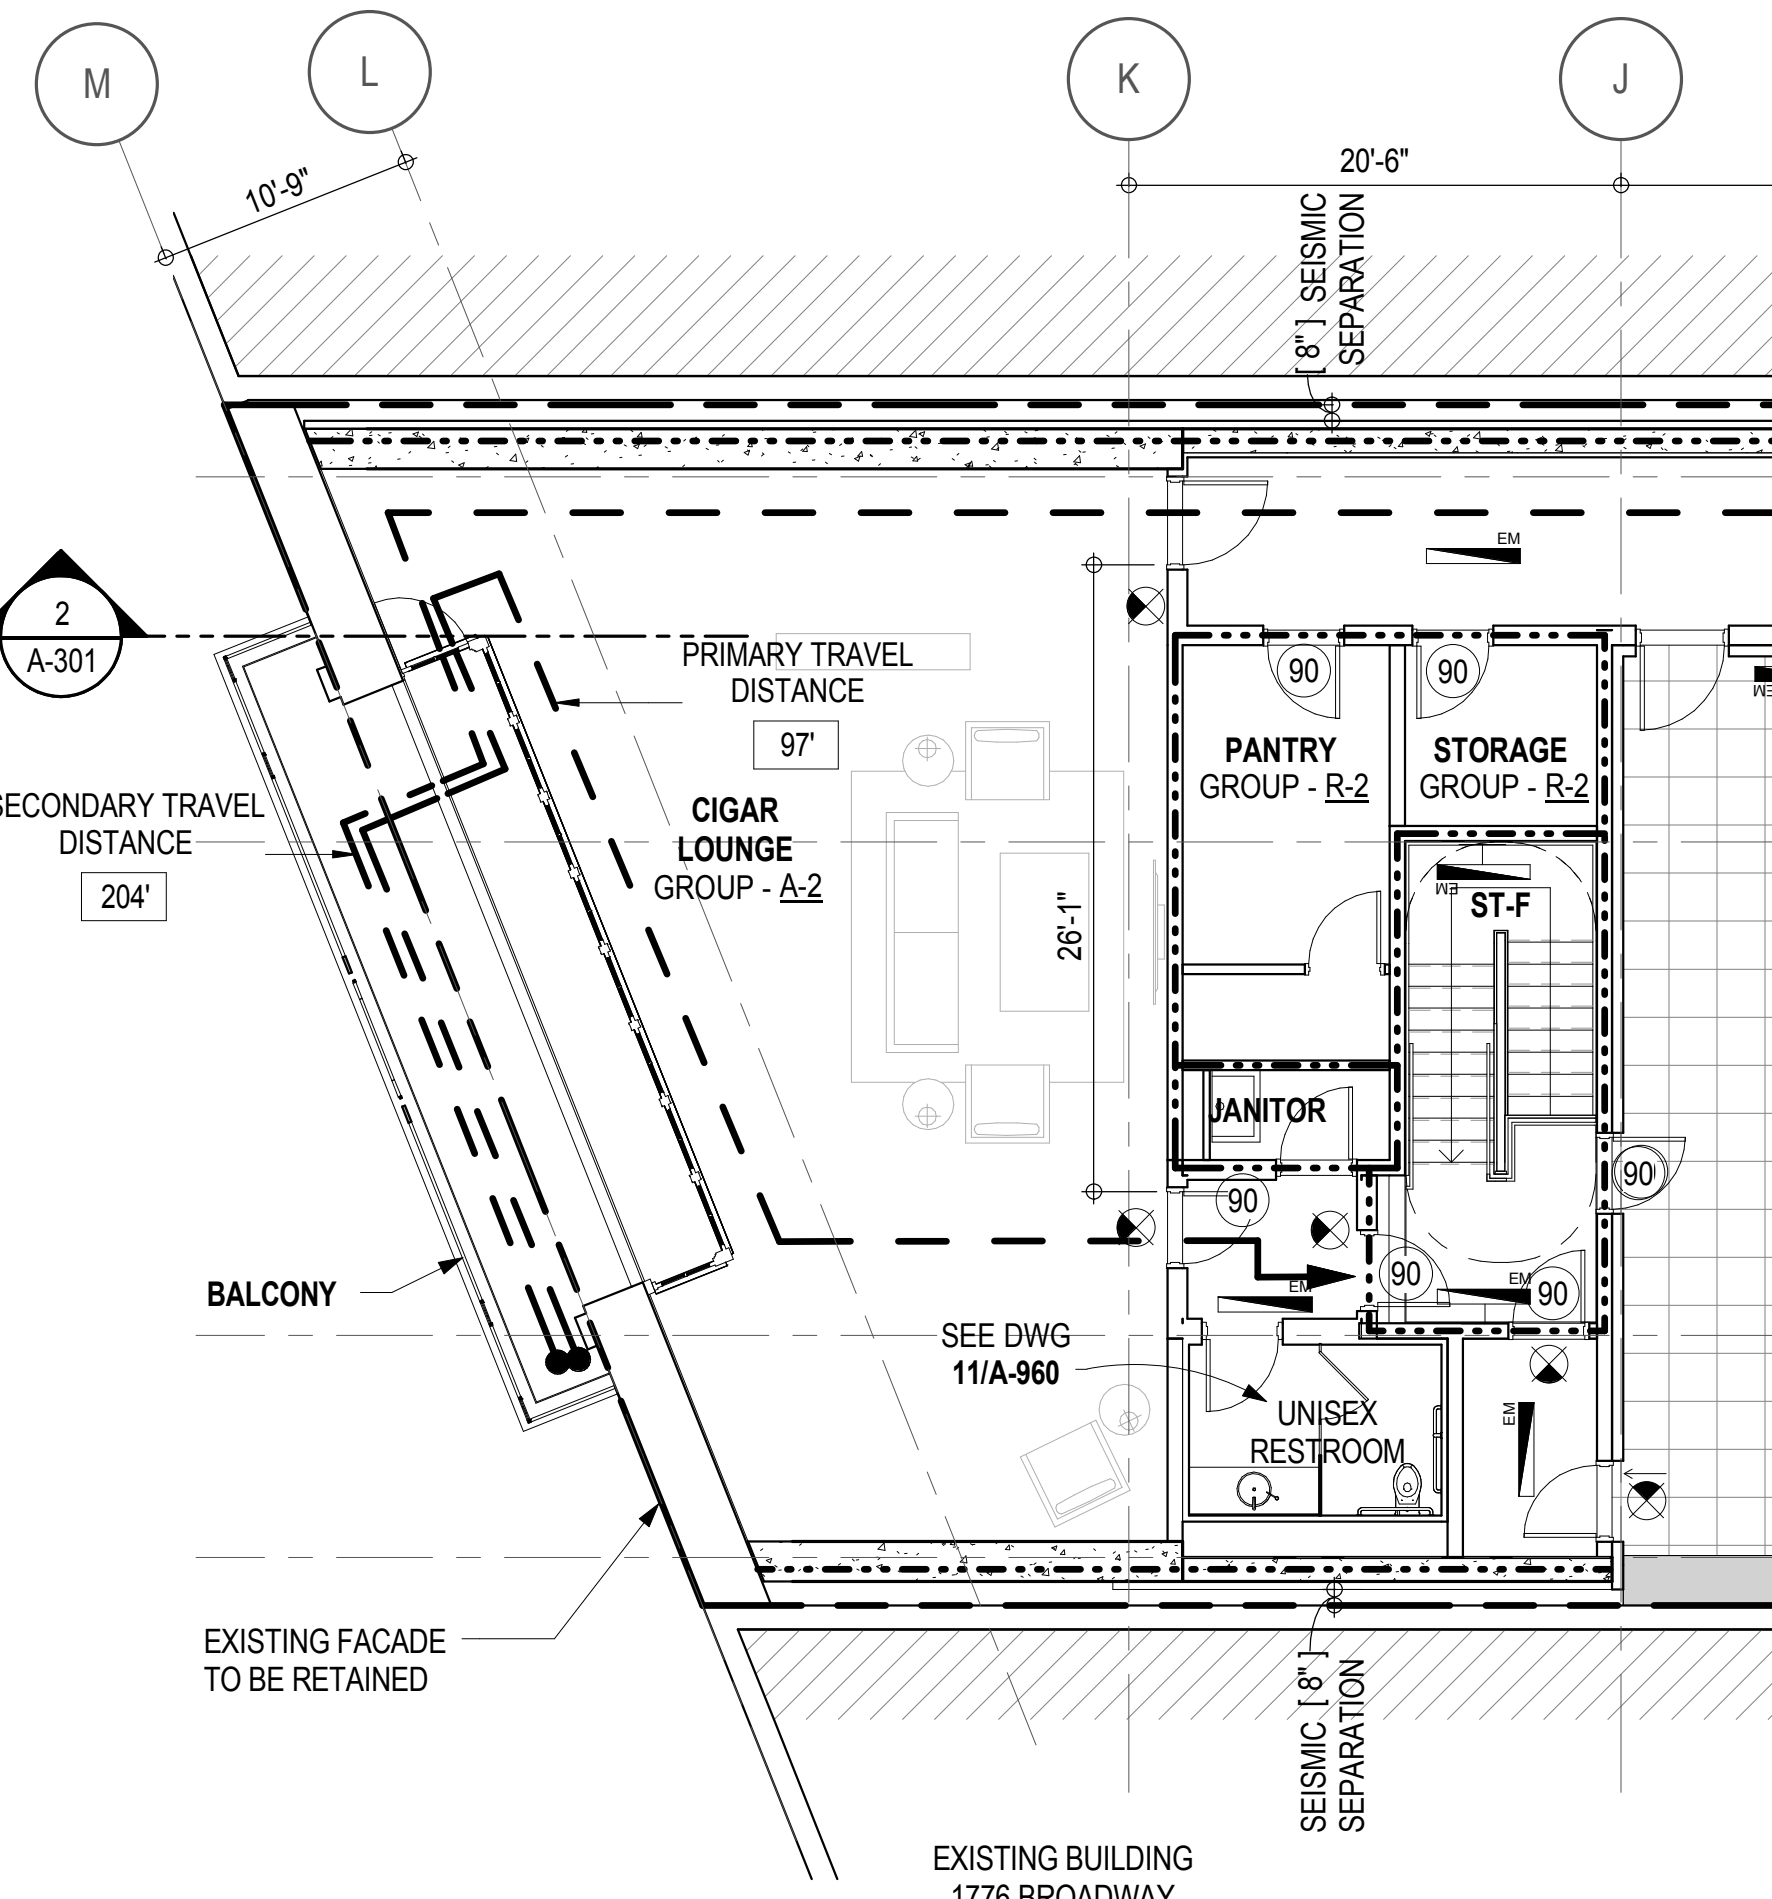 M
L
K
J
10'-9"
20'-6"
[ 8" ] SEISMIC
SEPARATION
2
A-301
EM
PRIMARY TRAVEL
DISTANCE
97'
SECONDARY TRAVEL
DISTANCE
204'
CIGAR
LOUNGE
GROUP - A-2
90
90
PANTRY
GROUP - R-2
STORAGE
GROUP - R-2
EM
EM
ST-F
26'-1"
JANITOR
90
90
90
90
EM
EM
BALCONY
SEE DWG
11/A-960
UNISEX
RESTROOM
EM
EXISTING FACADE
TO BE RETAINED
SEISMIC [ 8" ]
SEPARATION
EXISTING BUILDING
1776 BROADWAY